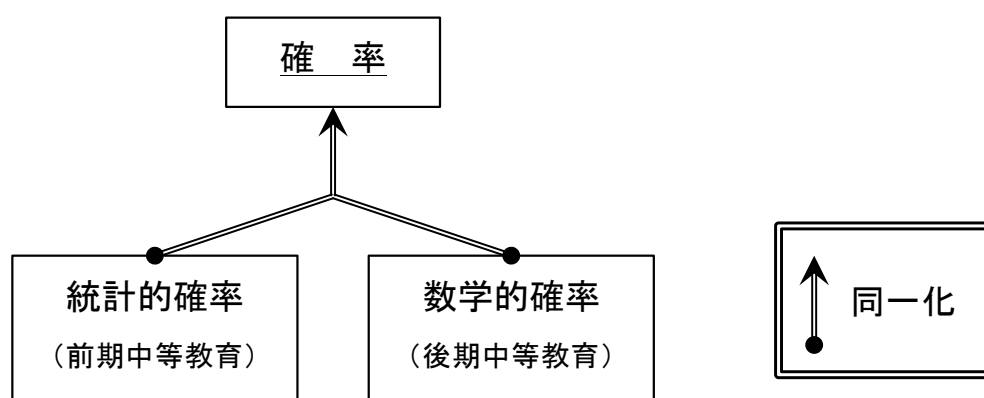 確　率
統計的確率
（前期中等教育）
数学的確率
（後期中等教育）
同一化